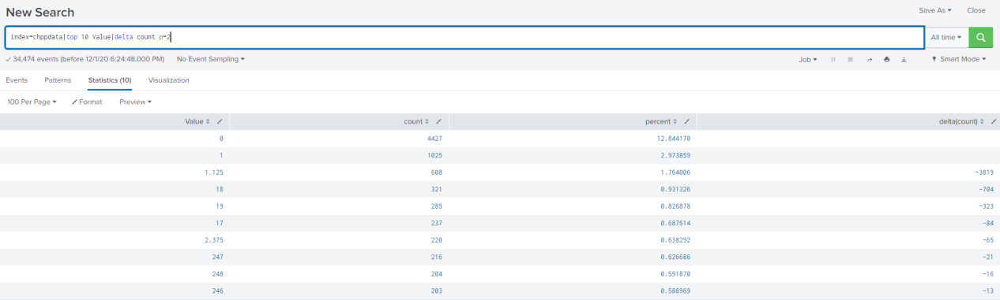 New Search
Save As Close
index=chppdata|top 10 Value|delta count p=2
All time
34,474 events (before 12/1/20 6:24:48.000 PM) No Event Sampling
Job Smart Mode
Events Patterns Statistics (10) Visualization
100 Per Page Format Preview
Value count percent delta(count)
0 4427 12.844170
1 1025 2.973859
1.125 608 1.764006 -3819
18 321 0.931326 -704
19 285 0.826878 -323
17 237 0.687614 -84
2.375 220 0.638292 -65
247 216 0.626686 -21
248 204 0.591870 -16
246 203 0.588969 -13